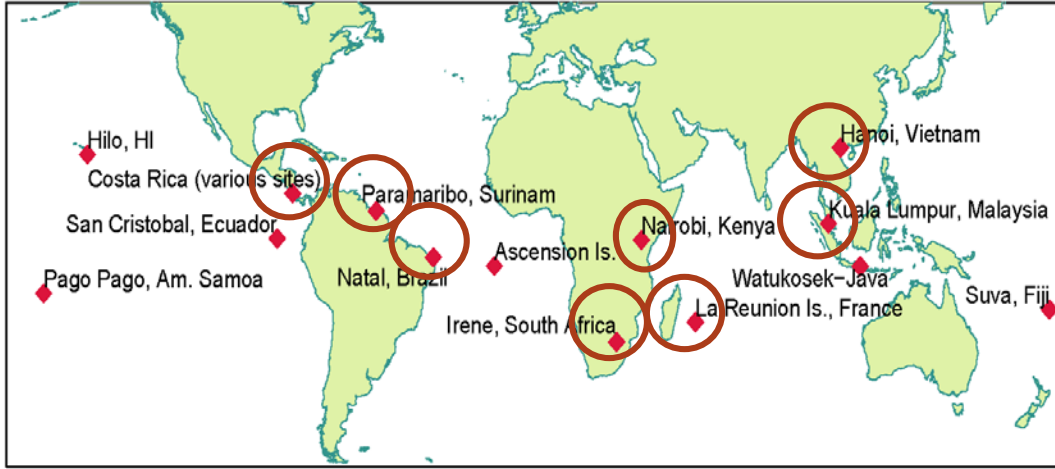 Hilo, HI
Hanoi, Vietnam
Costa Rica (various sites)
Paramaribo, Surinam
Kuala Lumpur, Malaysia
San Cristobal, Ecuador
Nairobi, Kenya
Ascension Is.
Natal, Brazil
Watukosek-Java
Pago Pago, Am. Samoa
Suva, Fiji
La Reunion Is., France
Irene, South Africa